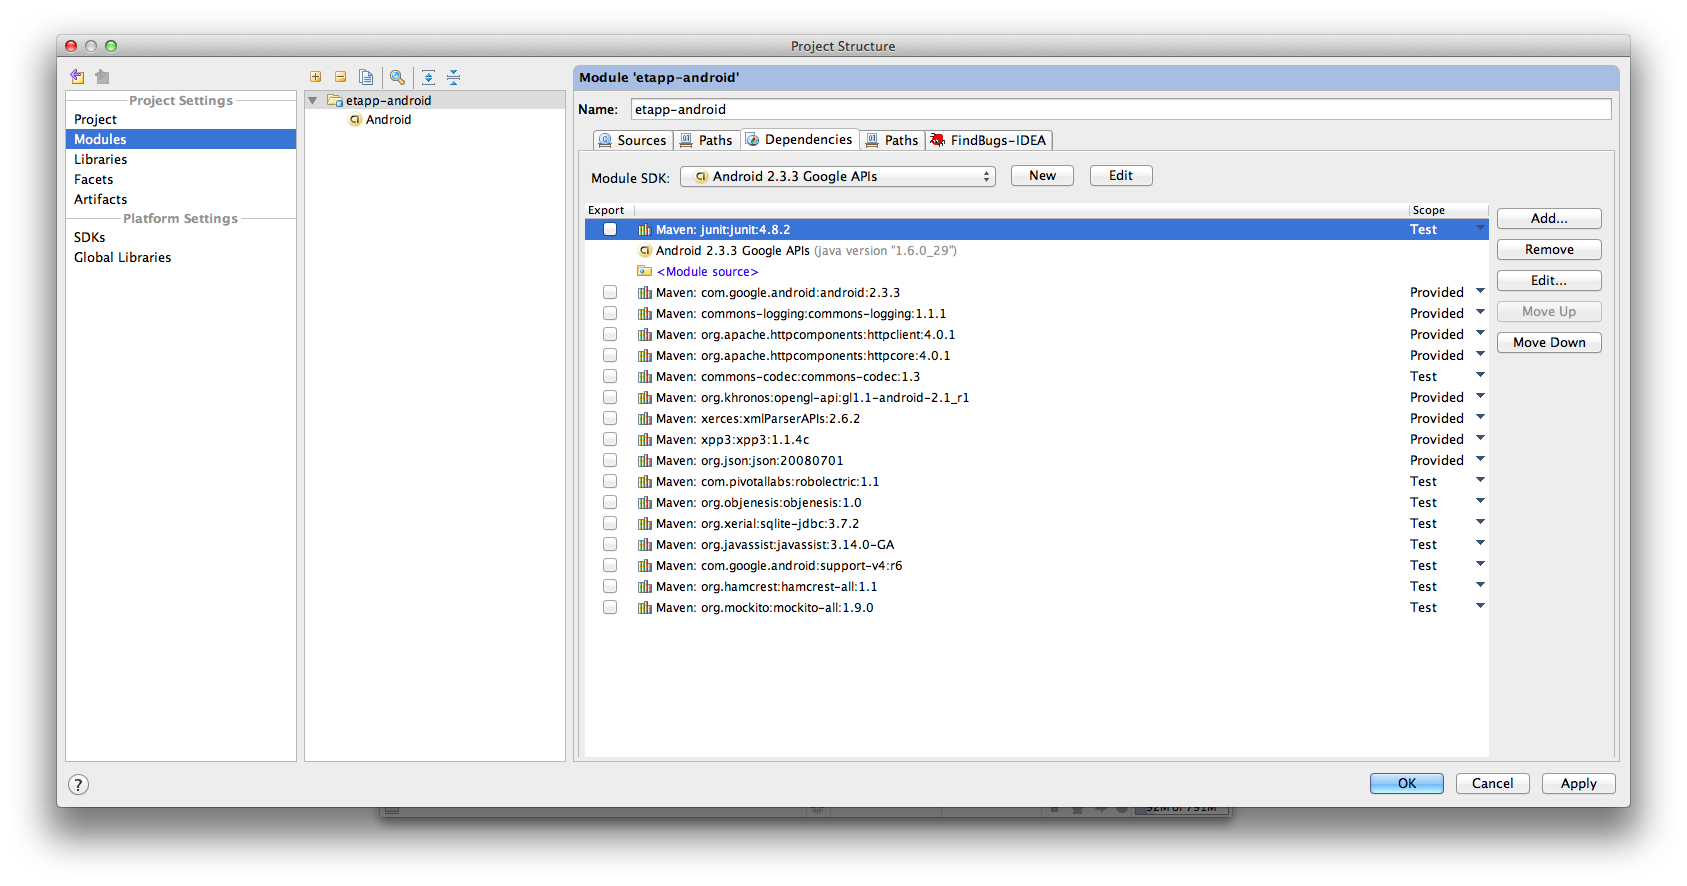 Project Structure
Project Settings
Project
Modules
Libraries
Facets
Artifacts
Platform Settings
SDKs
Global Libraries
etapp-android
Android
Module 'etapp-android'
Name: etapp-android
Sources Paths Dependencies Paths FindBugs-IDEA
Module SDK: Android 2.3.3 Google APIs New Edit
Export Scope
Maven: junit:junit:4.8.2 Test
Android 2.3.3 Google APIs (java version "1.6.0_29")
<Module source>
Maven: com.google.android:android:2.3.3 Provided
Maven: commons-logging:commons-logging:1.1.1 Provided
Maven: org.apache.httpcomponents:httpclient:4.0.1 Provided
Maven: org.apache.httpcomponents:httpcore:4.0.1 Provided
Maven: commons-codec:commons-codec:1.3 Test
Maven: org.khronos:opengl-api:gl1.1-android-2.1_r1 Provided
Maven: xerces:xmlParserAPIs:2.6.2 Provided
Maven: xpp3:xpp3:1.1.4c Provided
Maven: org.json:json:20080701 Provided
Maven: com.pivotallabs:robolectric:1.1 Test
Maven: org.objenesis:objenesis:1.0 Test
Maven: org.xerial:sqlite-jdbc:3.7.2 Test
Maven: org.javassist:javassist:3.14.0-GA Test
Maven: com.google.android:support-v4:r6 Test
Maven: org.hamcrest:hamcrest-all:1.1 Test
Maven: org.mockito:mockito-all:1.9.0 Test
Add...
Remove
Edit...
Move Up
Move Down
?
OK Cancel Apply